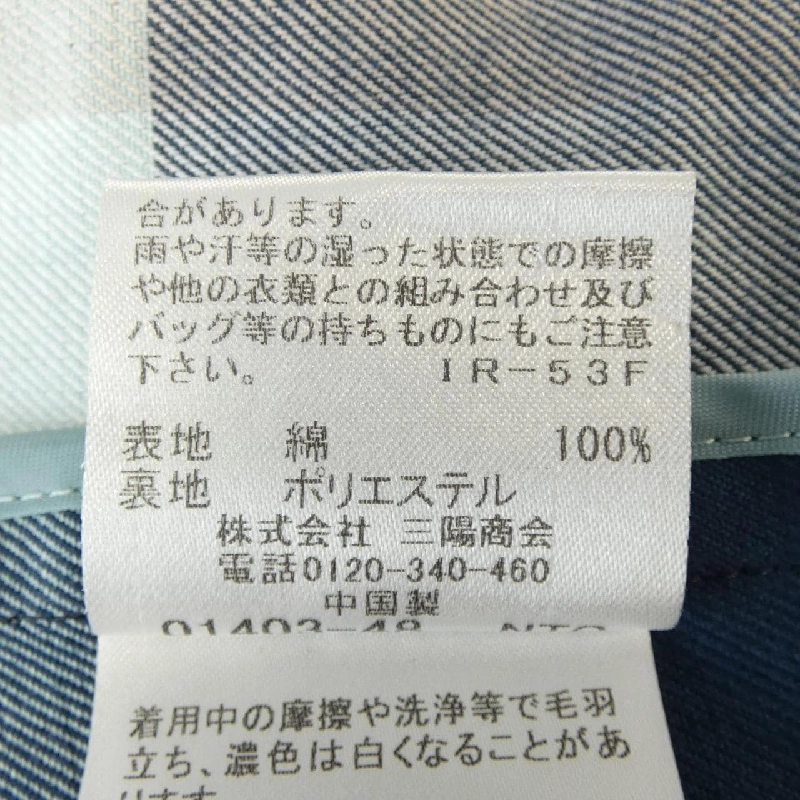 合があります。
雨や汗等の湿った状態での摩擦
や他の衣類との組み合わせ及び
バッグ等の持ちものにもご注意
下さい。 IR-53F
表地 綿 100%
裏地 ポリエステル
株式会社 三陽商会
電話0120-340-460
中国製
着用中の摩擦や洗浄等で毛羽
立ち、濃色は白くなることがあ
ります